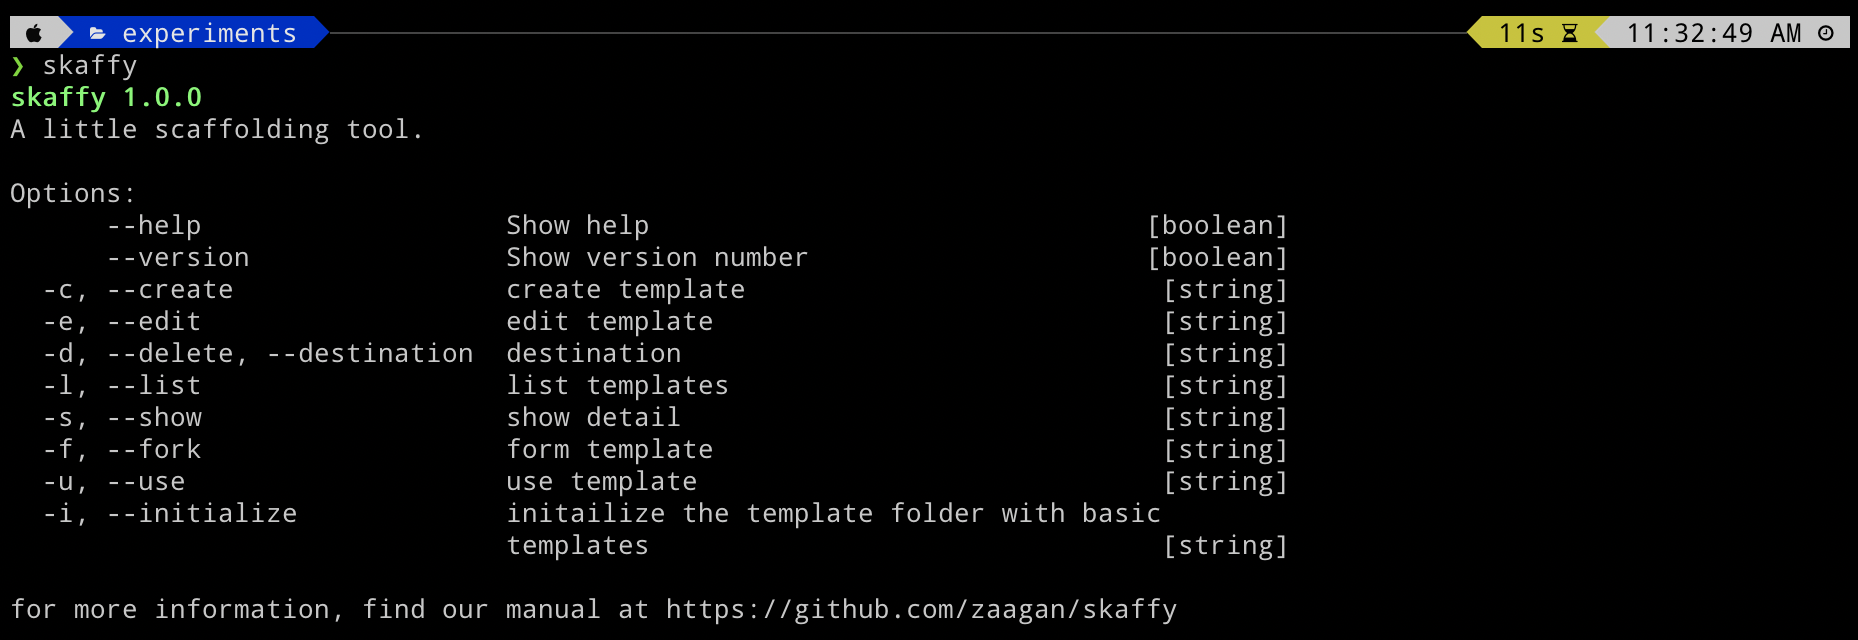 experiments 11s 11:32:49 AM
❯ skaffy
skaffy 1.0.0
A little scaffolding tool.
Options:
--help Show help [boolean]
--version Show version number [boolean]
-c, --create create template [string]
-e, --edit edit template [string]
-d, --delete, --destination destination [string]
-l, --list list templates [string]
-s, --show show detail [string]
-f, --fork form template [string]
-u, --use use template [string]
-i, --initialize initailize the template folder with basic
templates [string]
for more information, find our manual at https://github.com/zaagan/skaffy